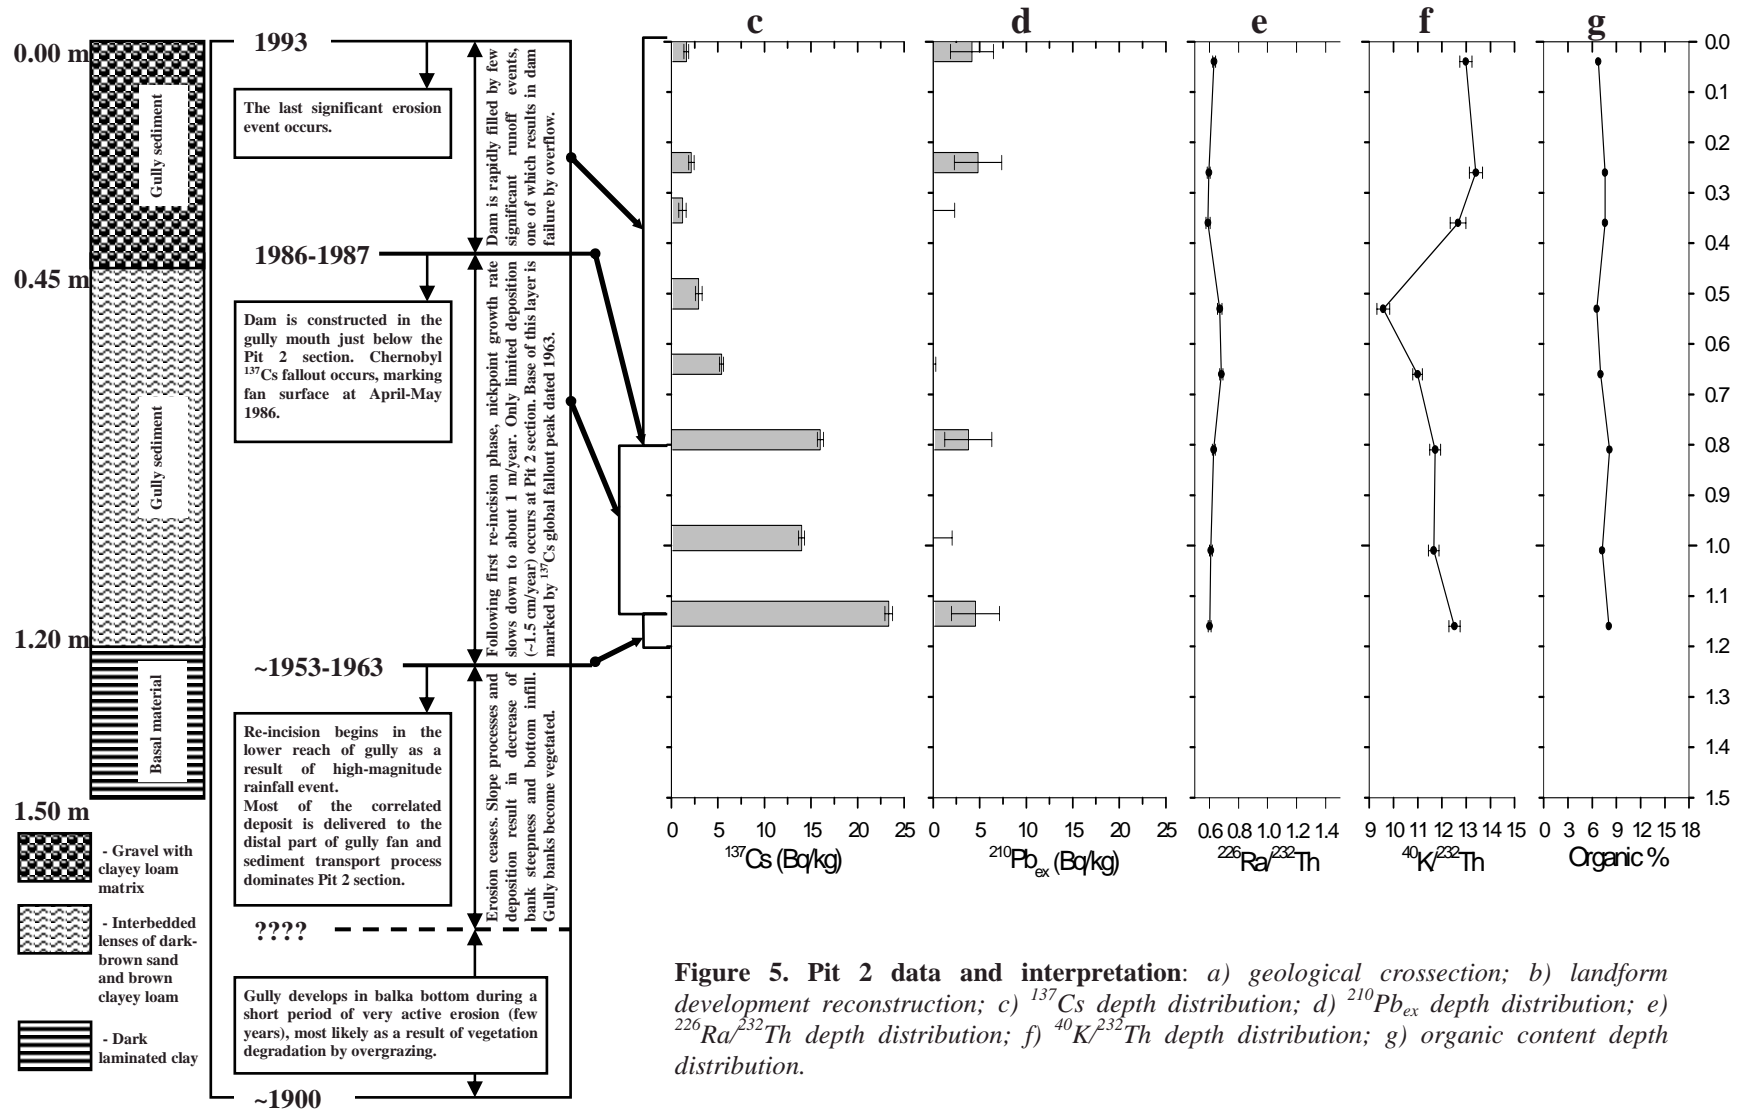 c
d
e
f
g
0.00 m
0.45 m
1.20 m
1.50 m
Gully sediment
Gully sediment
Basal material
- Gravel with
clayey loam
matrix
- Interbedded
lenses of dark-
brown sand
and brown
clayey loam
- Dark
laminated clay
1993
The last significant erosion
event occurs.
1986-1987
Dam is constructed in the
gully mouth just below the
Pit 2 section. Chernobyl
¹³⁷Cs fallout occurs, marking
fan surface at April-May
1986.
~1953-1963
Re-incision begins in the
lower reach of gully as a
result of high-magnitude
rainfall event.
Most of the correlated
deposit is delivered to the
distal part of gully fan and
sediment transport process
dominates Pit 2 section.
????
Gully develops in balka bottom during a
short period of very active erosion (few
years), most likely as a result of vegetation
degradation by overgrazing.
~1900
Dam is rapidly filled by few
significant runoff events,
one of which results in dam
failure by overflow.
Following first re-incision phase, nickpoint growth rate
slows down to about 1 m/year. Only limited deposition
(~1.5 cm/year) occurs at Pit 2 section. Base of this layer is
marked by ¹³⁷Cs global fallout peak dated 1963.
Erosion ceases. Slope processes and
deposition result in decrease of
bank steepness and bottom infill.
Gully banks become vegetated.
0 5 10 15 20 25
¹³⁷Cs (Bq/kg)
0 5 10 15 20 25
²¹⁰Pbₑₓ (Bq/kg)
0.6 0.8 1.0 1.2 1.4
²²⁶Ra/²³²Th
9 10 11 12 13 14 15
⁴⁰K/²³²Th
0 3 6 9 12 15 18
Organic %
0.0
0.1
0.2
0.3
0.4
0.5
0.6
0.7
0.8
0.9
1.0
1.1
1.2
1.3
1.4
1.5
Figure 5. Pit 2 data and interpretation: a) geological crossection; b) landform
development reconstruction; c) ¹³⁷Cs depth distribution; d) ²¹⁰Pbₑₓ depth distribution; e)
²²⁶Ra/²³²Th depth distribution; f) ⁴⁰K/²³²Th depth distribution; g) organic content depth
distribution.